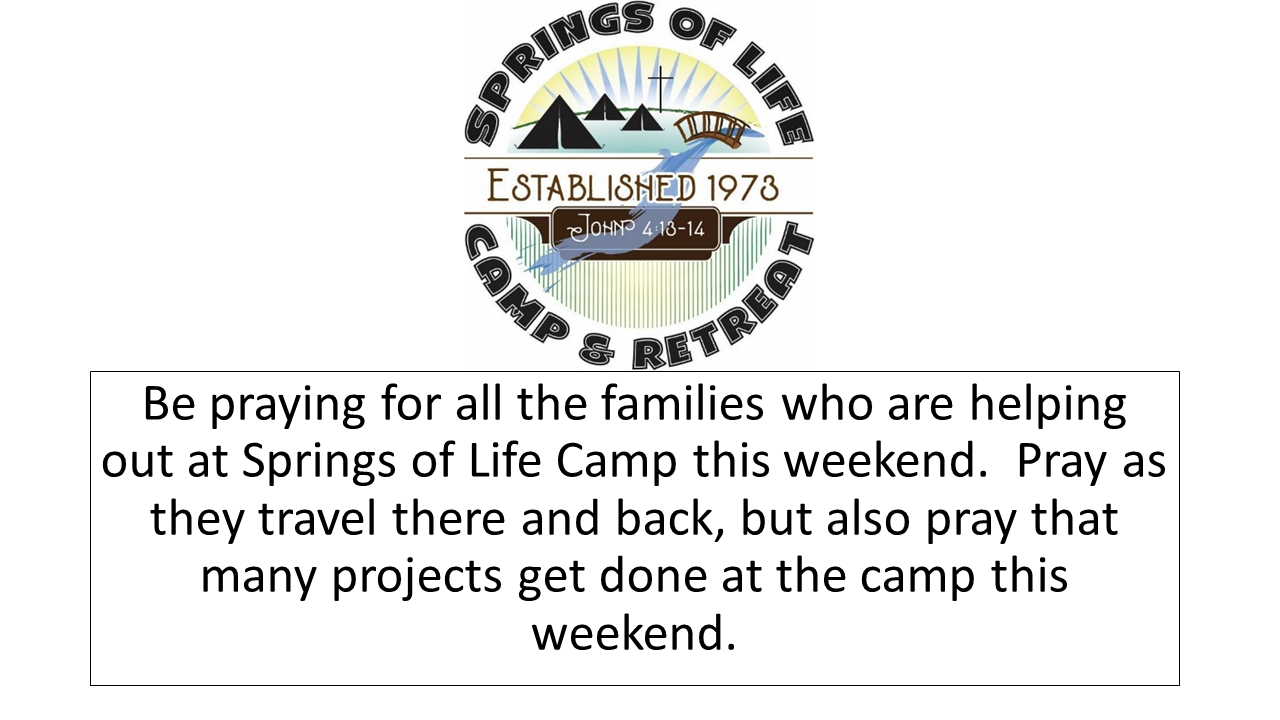 SPRINGS OF LIFE
ESTABLISHED 1973
JOHN 4:13-14
CAMP & RETREAT
Be praying for all the families who are helping
out at Springs of Life Camp this weekend.  Pray as
they travel there and back, but also pray that
many projects get done at the camp this
weekend.